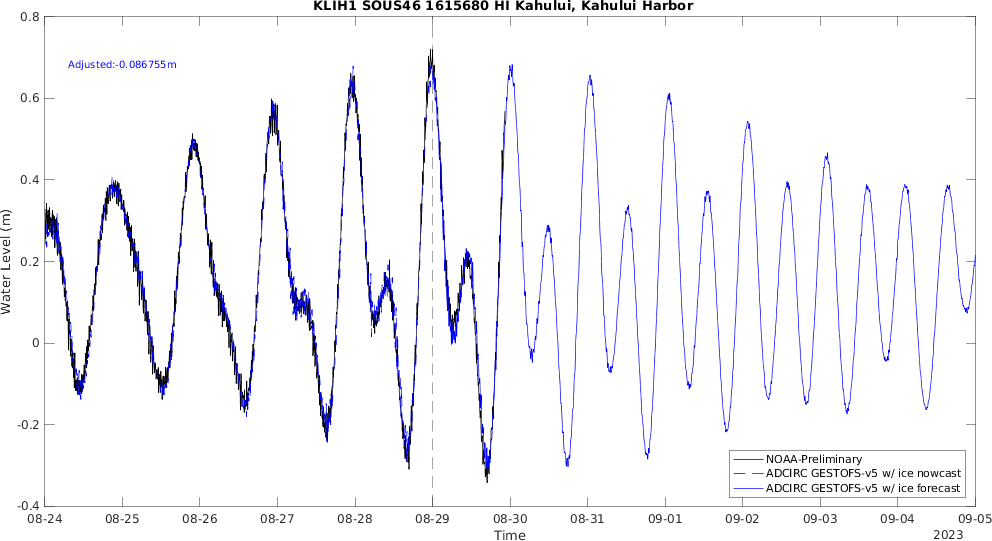 KLIH1 SOUS46 1615680 HI Kahului, Kahului Harbor
Adjusted:-0.086755m
0.8
0.6
0.4
0.2
0
-0.2
-0.4
Water Level (m)
NOAA-Preliminary
ADCIRC GESTOFS-v5 w/ ice nowcast
ADCIRC GESTOFS-v5 w/ ice forecast
08-24 08-25 08-26 08-27 08-28 08-29 08-30 08-31 09-01 09-02 09-03 09-04 09-05
Time
2023